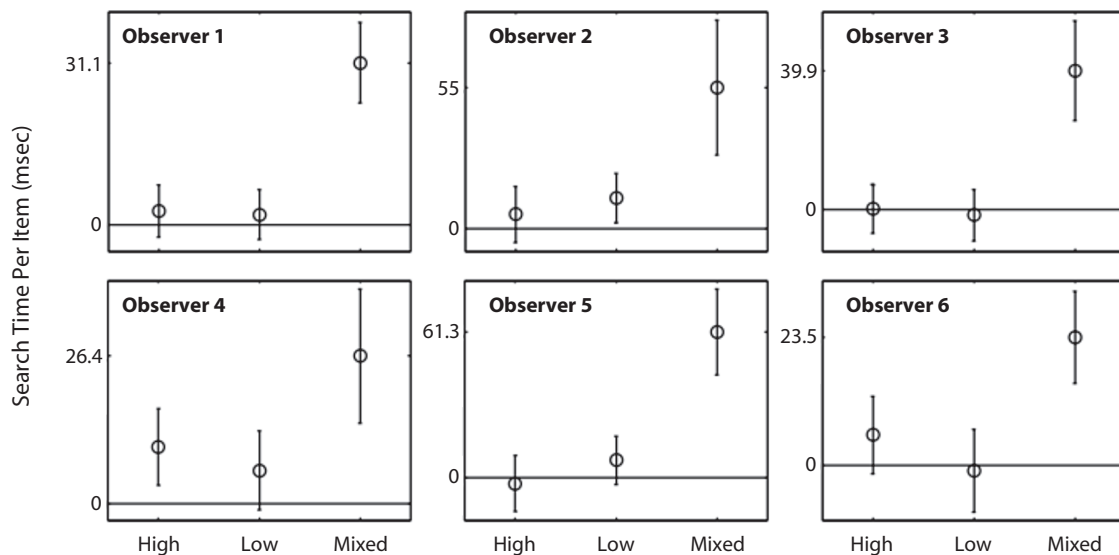 Search Time Per Item (msec)
Observer 1
31.1
0
Observer 2
55
0
Observer 3
39.9
0
Observer 4
26.4
0
High Low Mixed
Observer 5
61.3
0
High Low Mixed
Observer 6
23.5
0
High Low Mixed